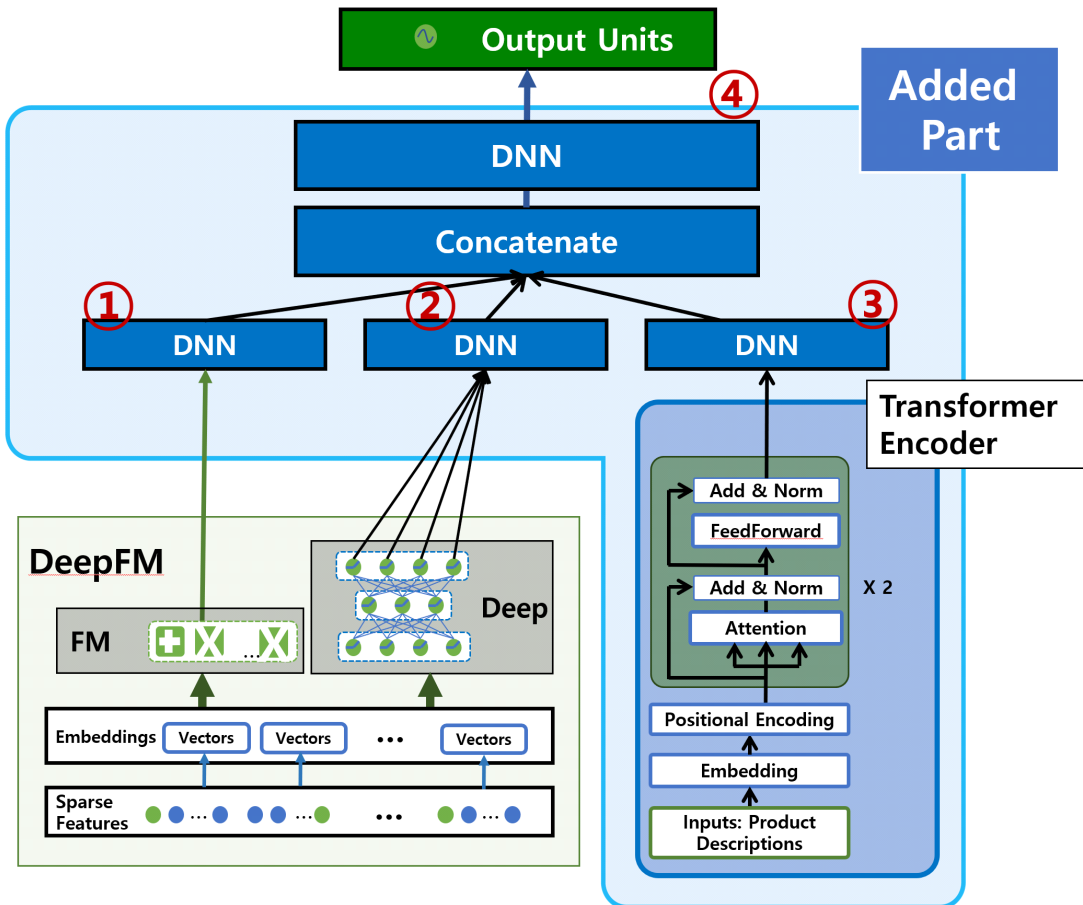 Output Units
④
Added
Part
DNN
Concatenate
①
②
③
DNN
DNN
DNN
Transformer
Encoder
Add & Norm
FeedForward
Add & Norm
X 2
Attention
Positional Encoding
Embedding
Inputs: Product
Descriptions
DeepFM
Deep
FM
...
Embeddings
Vectors
Vectors
...
Vectors
Sparse
Features
...
...
...
...